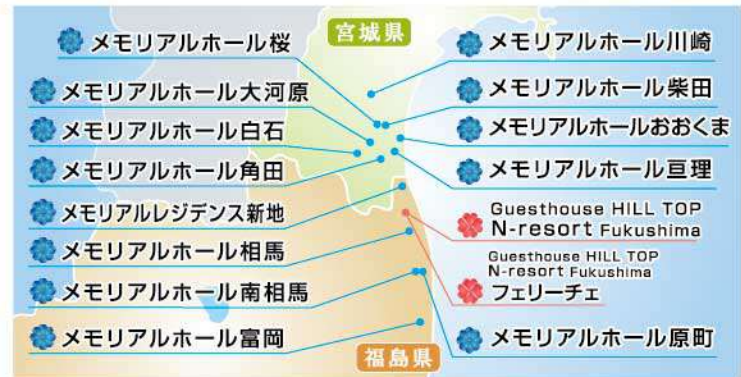 宮城県
メモリアルホール桜
メモリアルホール大河原
メモリアルホール白石
メモリアルホール角田
メモリアルレジデンス新地
メモリアルホール相馬
メモリアルホール南相馬
メモリアルホール富岡
メモリアルホール川崎
メモリアルホール柴田
メモリアルホールおおくま
メモリアルホール亘理
Guesthouse HILL TOP
N-resort Fukushima
Guesthouse HILL TOP
N-resort Fukushima
フェリーチェ
メモリアルホール原町
福島県